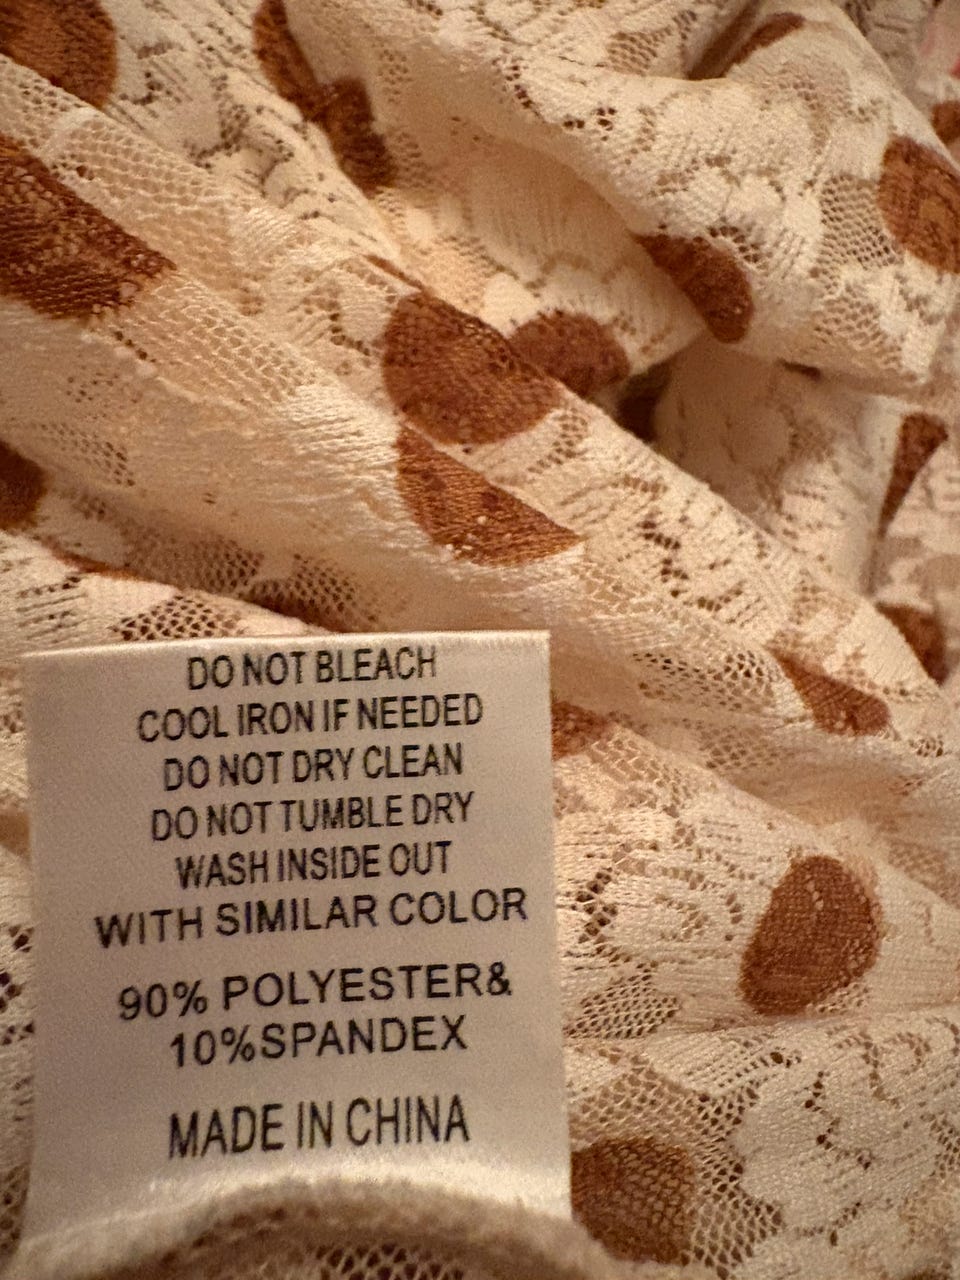 DO NOT BLEACH
COOL IRON IF NEEDED
DO NOT DRY CLEAN
DO NOT TUMBLE DRY
WASH INSIDE OUT
WITH SIMILAR COLOR
90% POLYESTER&
10%SPANDEX
MADE IN CHINA